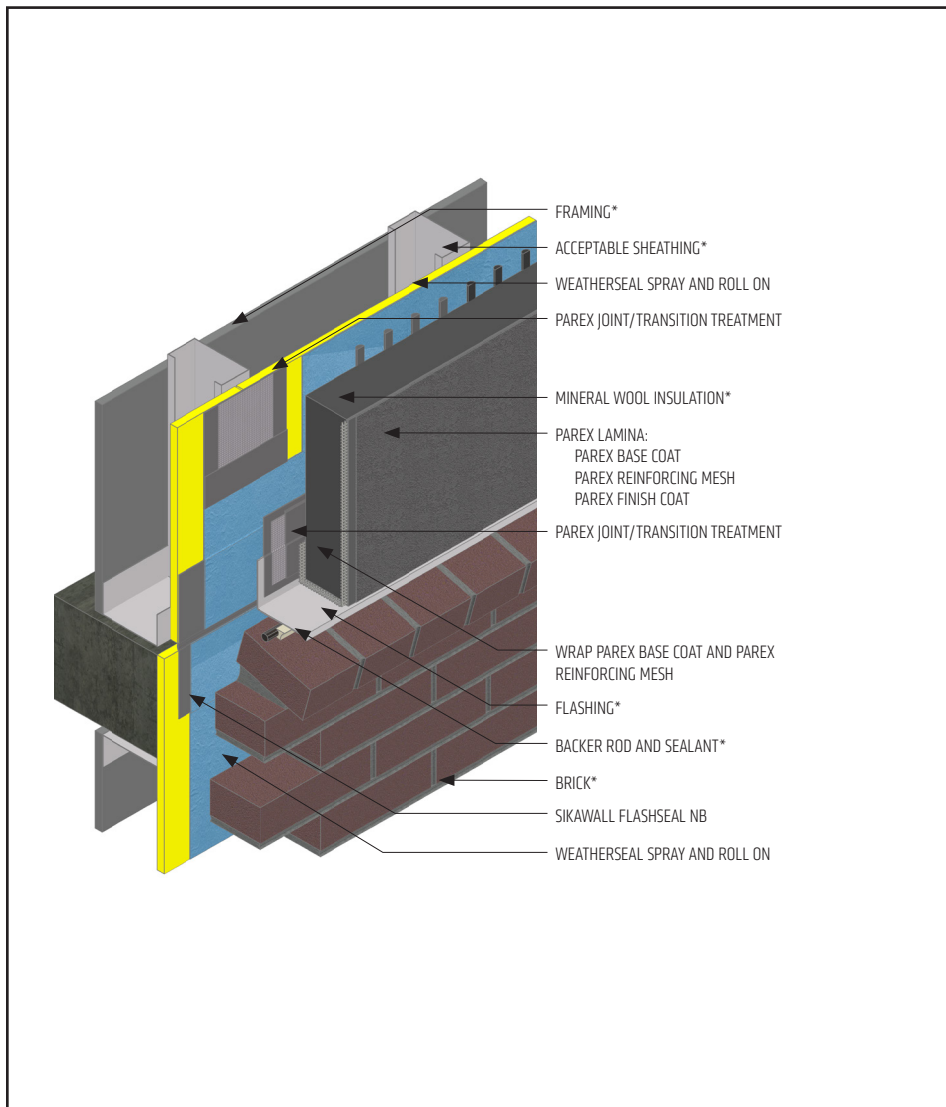 FRAMING*
ACCEPTABLE SHEATHING*
WEATHERSEAL SPRAY AND ROLL ON
PAREX JOINT/TRANSITION TREATMENT
MINERAL WOOL INSULATION*
PAREX LAMINA:
PAREX BASE COAT
PAREX REINFORCING MESH
PAREX FINISH COAT
PAREX JOINT/TRANSITION TREATMENT
WRAP PAREX BASE COAT AND PAREX
REINFORCING MESH
FLASHING*
BACKER ROD AND SEALANT*
BRICK*
SIKAWALL FLASHSEAL NB
WEATHERSEAL SPRAY AND ROLL ON